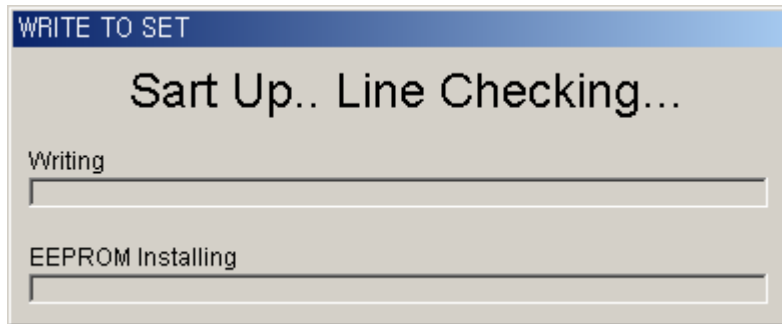 WRITE TO SET
Sart Up.. Line Checking...
Writing
EEPROM Installing